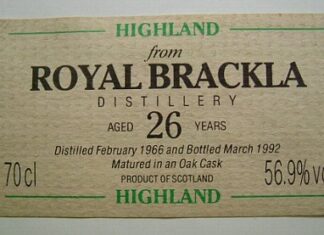 HIGHLAND
from
ROYAL BRACKLA
DISTILLERY
AGED 26 YEARS
Distilled February 1966 and Bottled March 1992
Matured in an Oak Cask
70cl PRODUCT OF SCOTLAND 56.9% vo
HIGHLAND